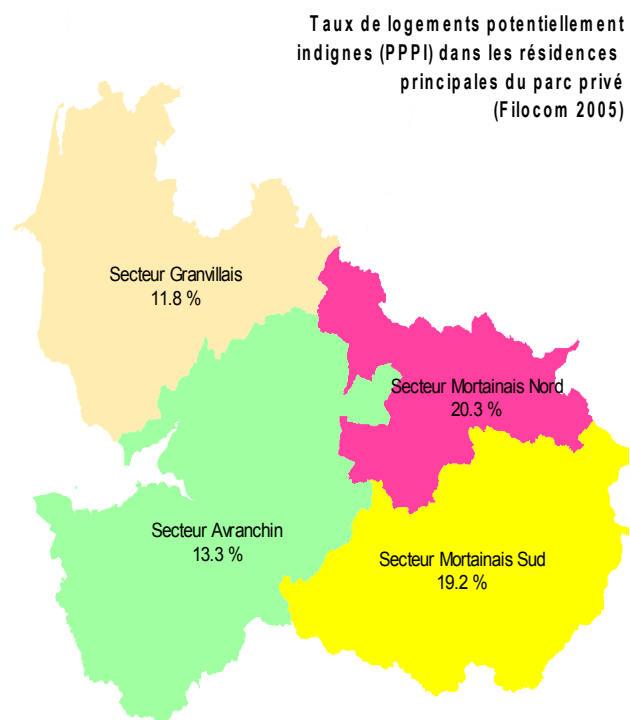 Taux de logements potentiellement
indignes (PPPI) dans les résidences
principales du parc privé
(Filocom 2005)
Secteur Granvillais
11.8 %
Secteur Mortainais Nord
20.3 %
Secteur Avranchin
13.3 %
Secteur Mortainais Sud
19.2 %